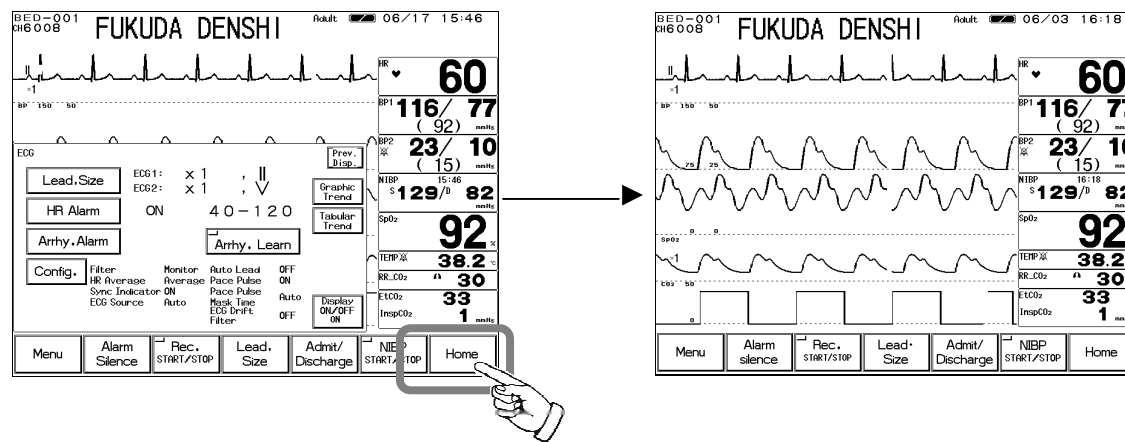 BED-001
CH6008
FUKUDA DENSHI
Adult 06/17 15:46
II
×1
BP 150 50
HR
60
BP1 116/ 77
( 92) mmHg
BP2 23/ 10
( 15) mmHg
NIBP 15:46
S 129/D 82
mmHg
SpO2
92 %
TEMP 38.2 ℃
RR_CO2 30
EtCO2 33
InspCO2 1 mmHg
ECG
Prev. Disp.
Lead,Size
ECG1: x 1 , II
ECG2: x 1 , V
Graphic Trend
HR Alarm
ON 40-120
Tabular Trend
Arrhy.Alarm
Arrhy. Learn
Config.
Filter Monitor Auto Lead OFF
HR Average Average Pace Pulse ON
Sync Indicator ON Pace Pulse
ECG Source Auto Mask Time Auto
ECG Drift
Filter OFF
Display ON/OFF ON
Menu
Alarm Silence
Rec. START/STOP
Lead, Size
Admit/ Discharge
NIBP START/STOP
Home
BED-001
CH6008
FUKUDA DENSHI
Adult 06/03 16:18
II
×1
BP 150 50
75 25
0 0
SpO2
×1
CO2 50
0
HR
60
BP1 116/ 7
( 92)
BP2 23/ 1
( 15)
NIBP 16:18
S 129/D 82
SpO2
92
TEMP 38.2
RR_CO2 30
EtCO2 33
InspCO2 1
Menu
Alarm silence
Rec. START/STOP
Lead· Size
Admit/ Discharge
NIBP START/STOP
Home